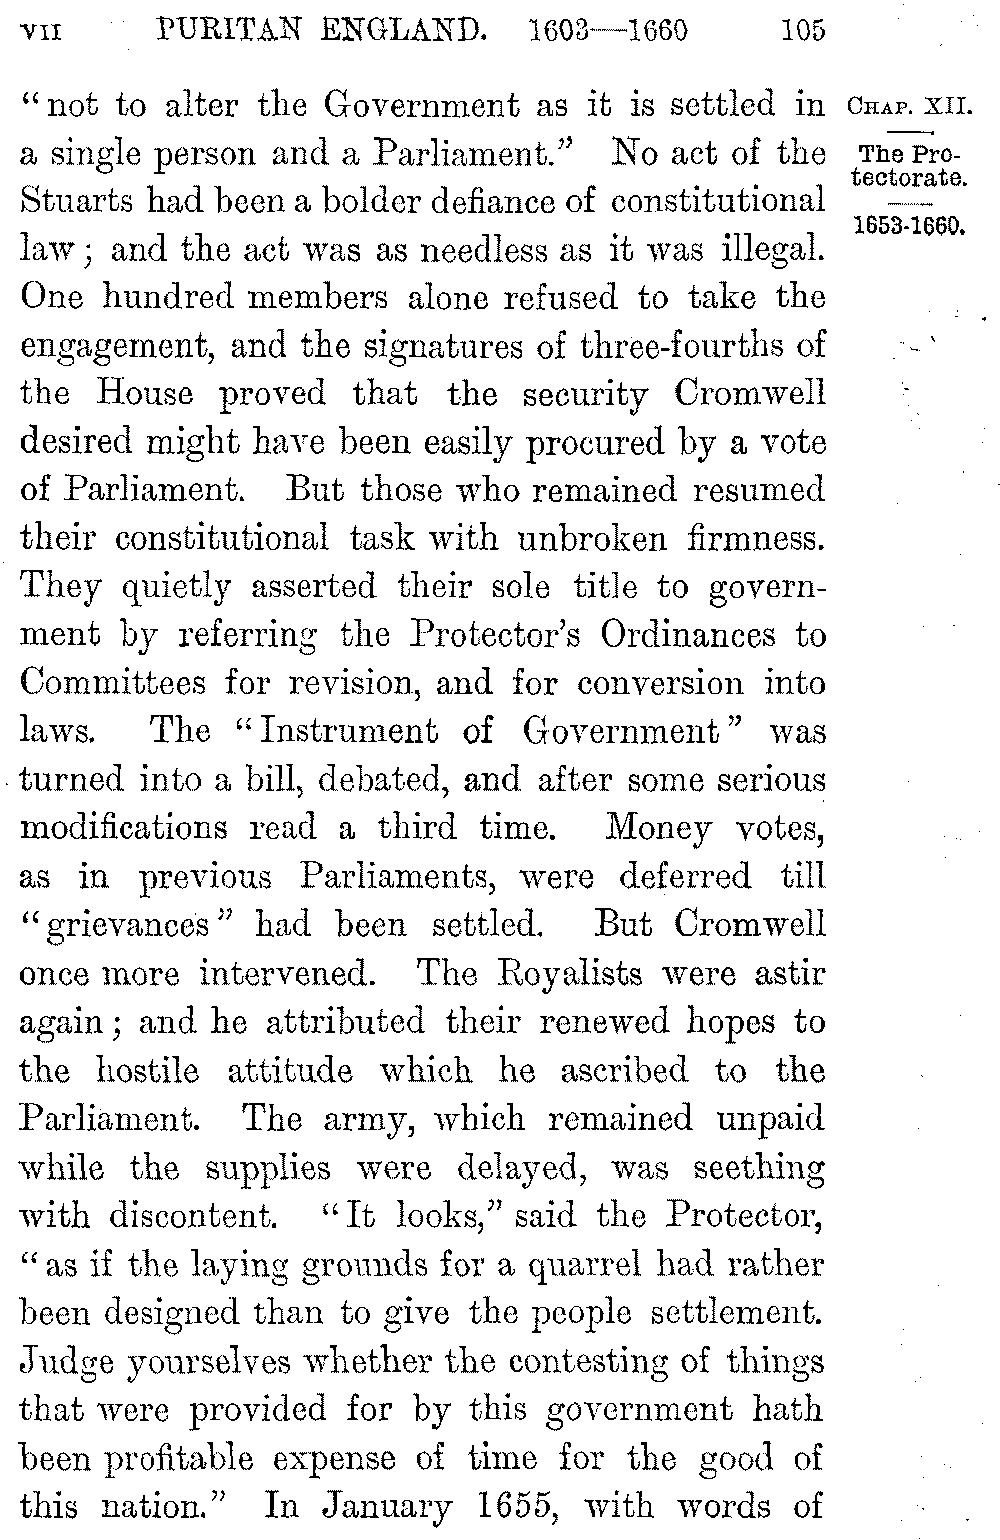 VII PURITAN ENGLAND. 1603—1660 105
CHAP. XII.
The Pro-
tectorate.
1653-1660.
“not to alter the Government as it is settled in
a single person and a Parliament.” No act of the
Stuarts had been a bolder defiance of constitutional
law; and the act was as needless as it was illegal.
One hundred members alone refused to take the
engagement, and the signatures of three-fourths of
the House proved that the security Cromwell
desired might have been easily procured by a vote
of Parliament. But those who remained resumed
their constitutional task with unbroken firmness.
They quietly asserted their sole title to govern-
ment by referring the Protector’s Ordinances to
Committees for revision, and for conversion into
laws. The “Instrument of Government” was
turned into a bill, debated, and after some serious
modifications read a third time. Money votes,
as in previous Parliaments, were deferred till
“grievances” had been settled. But Cromwell
once more intervened. The Royalists were astir
again; and he attributed their renewed hopes to
the hostile attitude which he ascribed to the
Parliament. The army, which remained unpaid
while the supplies were delayed, was seething
with discontent. “It looks,” said the Protector,
“as if the laying grounds for a quarrel had rather
been designed than to give the people settlement.
Judge yourselves whether the contesting of things
that were provided for by this government hath
been profitable expense of time for the good of
this nation.” In January 1655, with words of